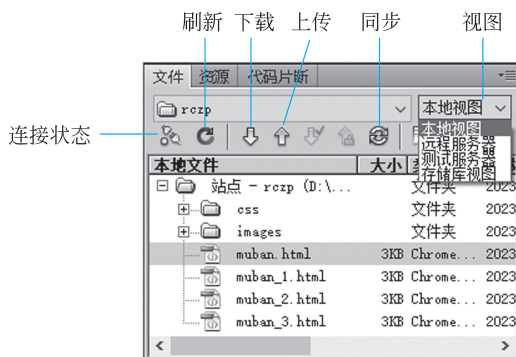 刷新 下载 上传 同步 视图
文件 资源 代码片断
rczp 本地视图
连接状态
本地视图
远程服务器
测试服务器
存储库视图
本地文件 大小
站点 - rczp (D:\... 文件夹 2023
css 文件夹 2023
images 文件夹 2023
muban.html 3KB Chrome... 2023
muban_1.html 3KB Chrome... 2023
muban_2.html 3KB Chrome... 2023
muban_3.html 3KB Chrome... 2023